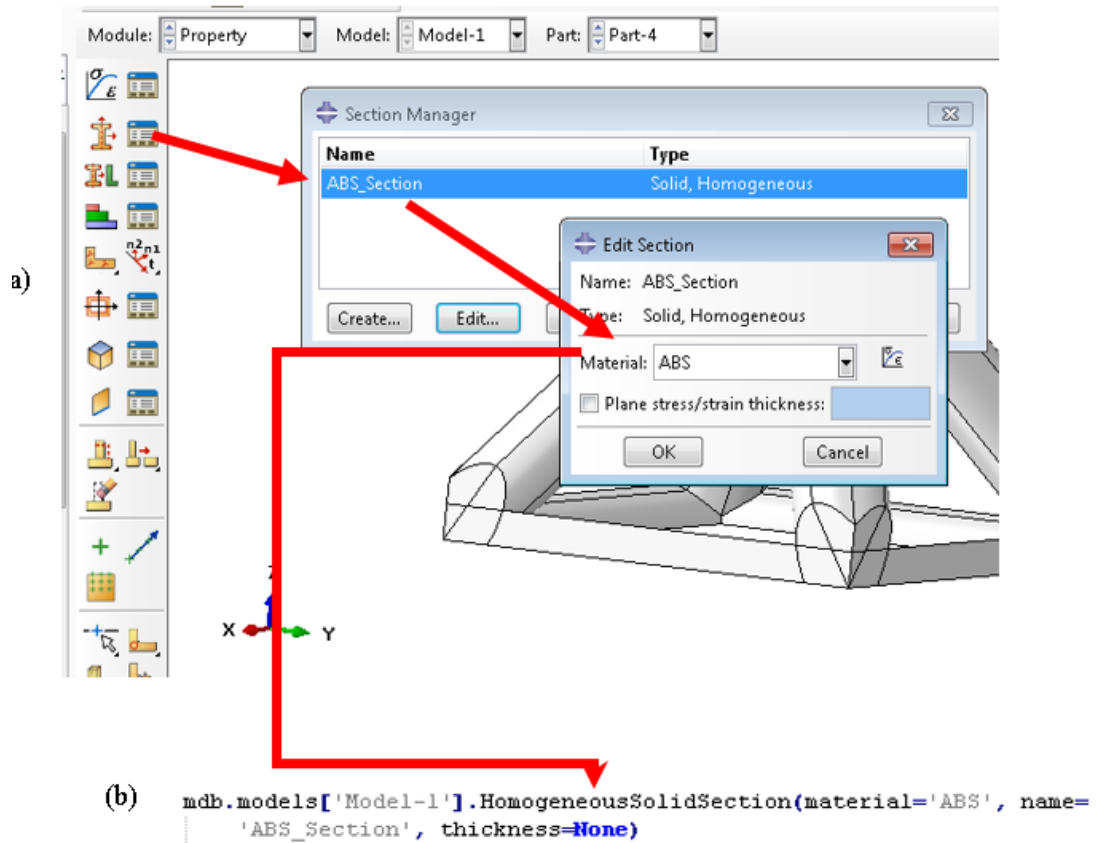 Module: Property Model: Model-1 Part: Part-4
σ
ε
Section Manager
Name Type
ABS_Section Solid, Homogeneous
n2 n1
t
Edit Section
a)
Name: ABS_Section
Create... Edit...
Type: Solid, Homogeneous
Material: ABS
σ
ε
Plane stress/strain thickness:
OK Cancel
X Y
(b) mdb.models['Model-1'].HomogeneousSolidSection(material='ABS', name=
'ABS_Section', thickness=None)